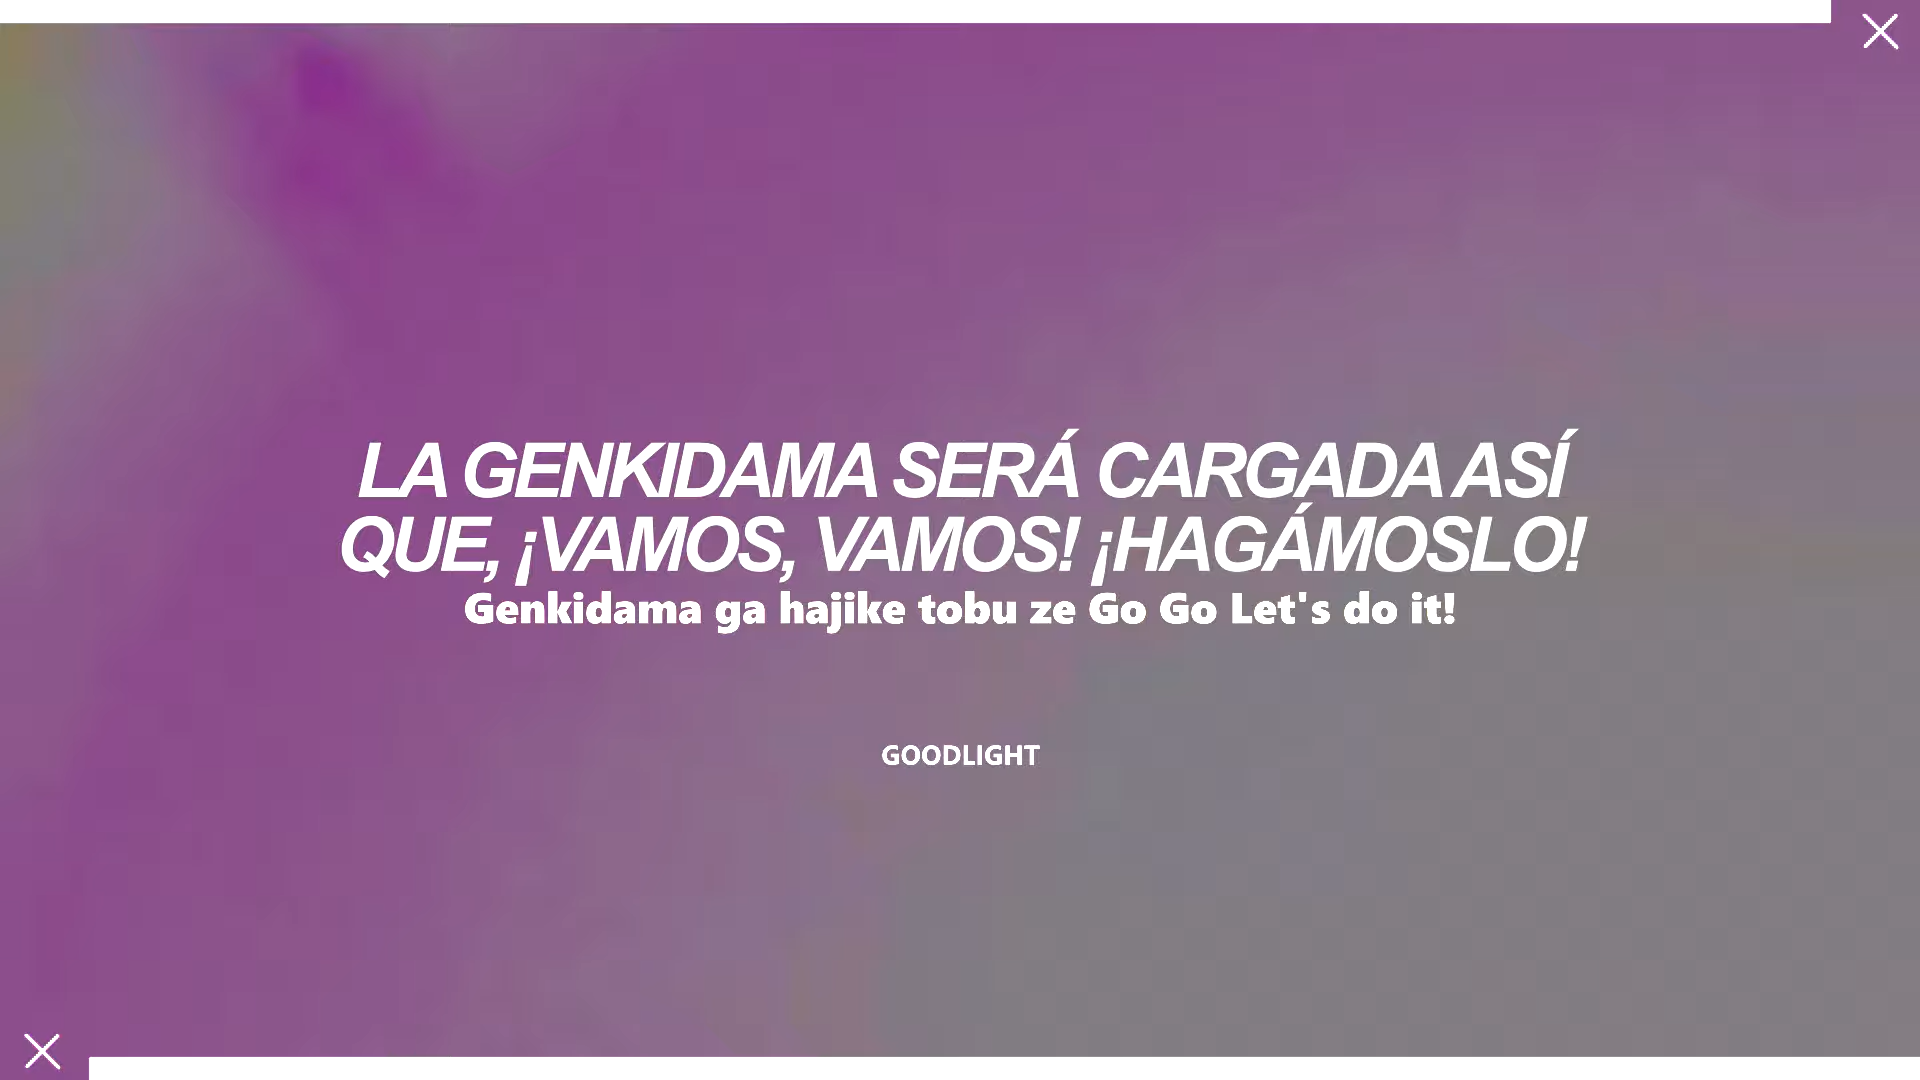 LA GENKIDAMA SERÁ CARGADA ASÍ
QUE, ¡VAMOS, VAMOS! ¡HAGÁMOSLO!
Genkidama ga hajike tobu ze Go Go Let's do it!
GOODLIGHT